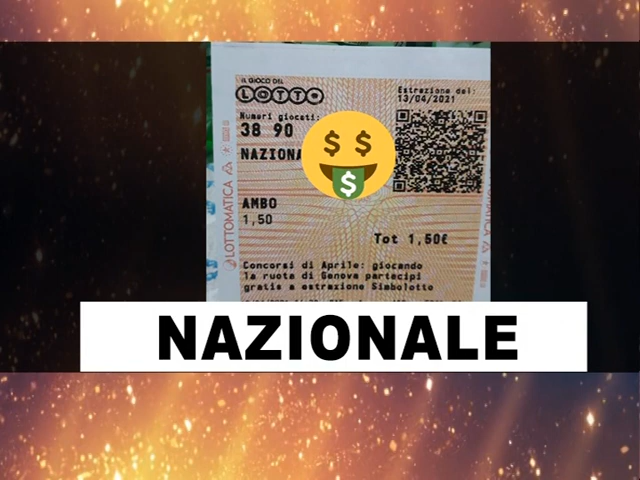 IL GIOCO DEL
LOTTO
Estrazione del:
13/04/2021
Numeri giocati:
38 90
NAZIONA
AMBO
1,50
Tot 1,50€
Concorsi di Aprile: giocando
la ruota di Genova partecipi
gratis a estrazione Simbolotto
LOTTOMATICA
NAZIONALE